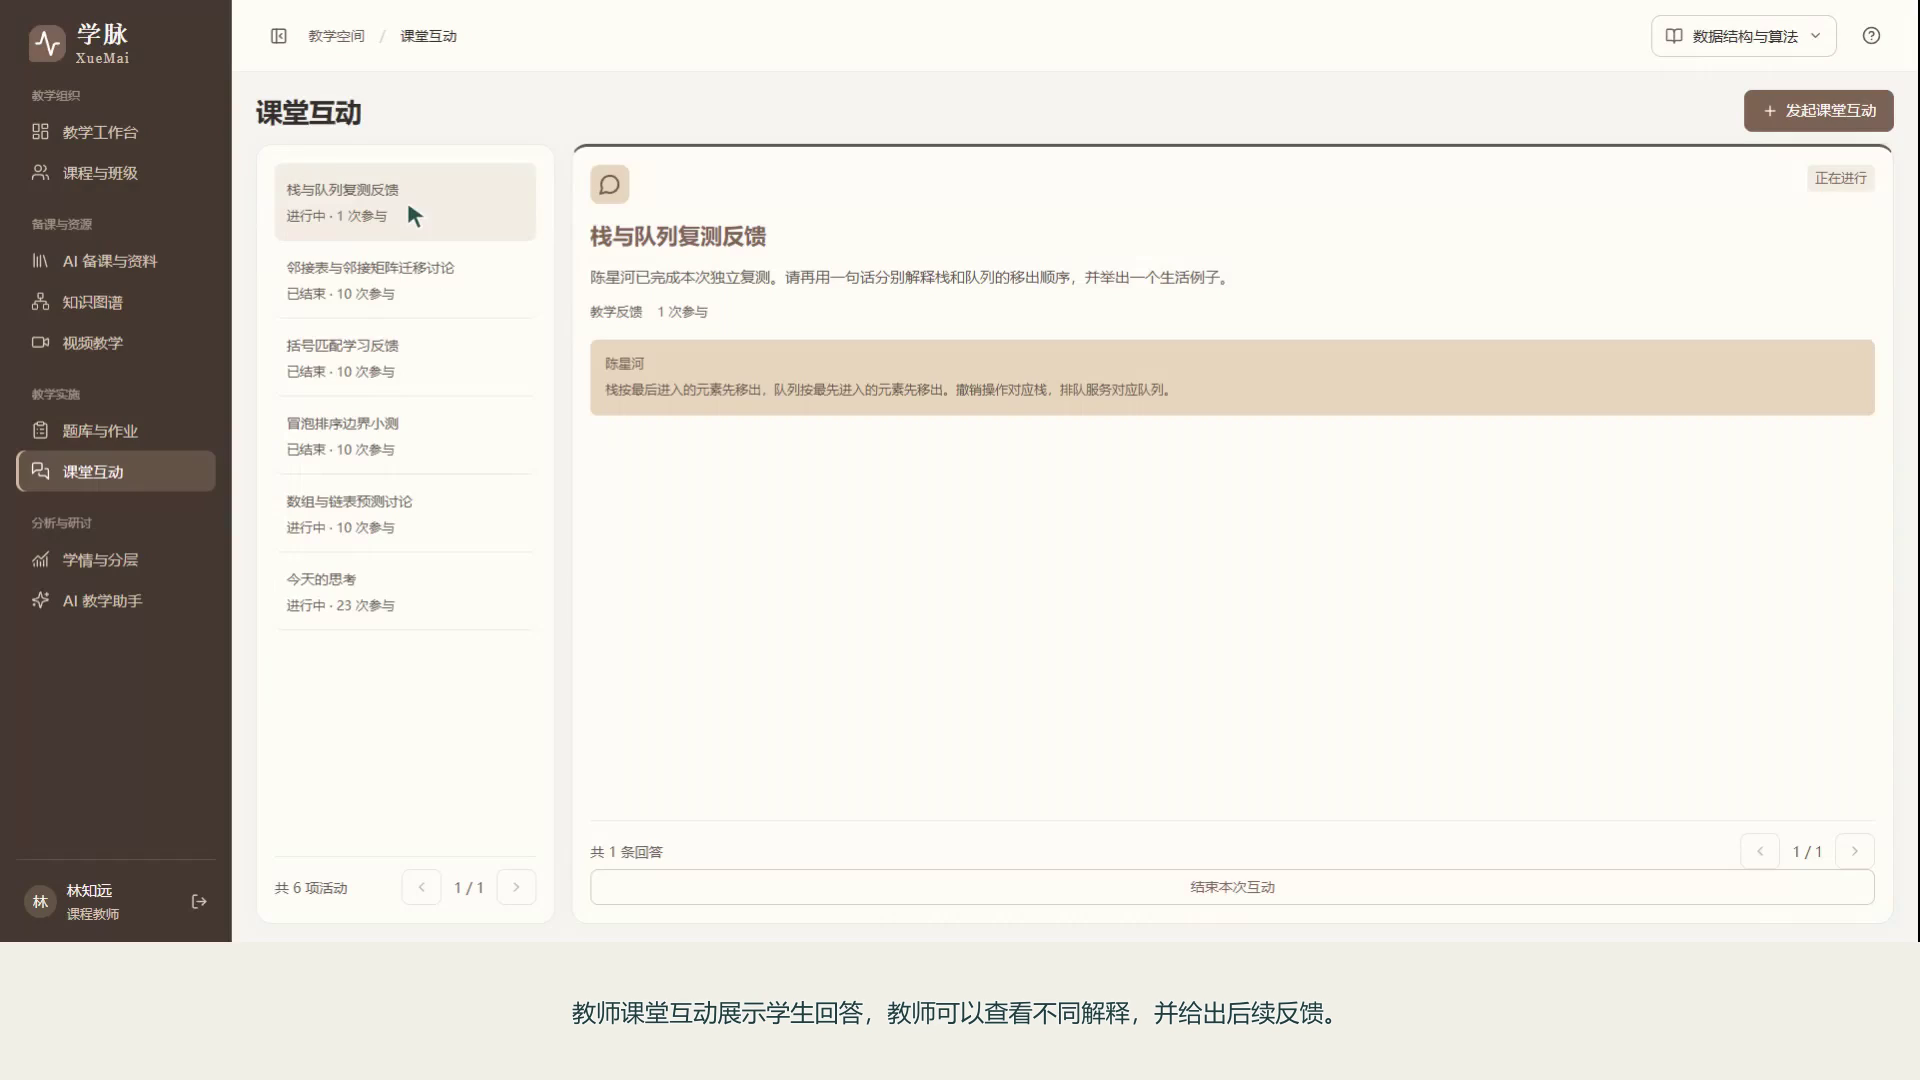 学脉
XueMai
教学组织
教学工作台
课程与班级
备课与资源
AI 备课与资料
知识图谱
视频教学
教学实施
题库与作业
课堂互动
分析与研讨
学情与分层
AI 教学助手
林
林知远
课程教师
教学空间 / 课堂互动
数据结构与算法
课堂互动
+ 发起课堂互动
栈与队列复测反馈
进行中 · 1 次参与
邻接表与邻接矩阵迁移讨论
已结束 · 10 次参与
括号匹配学习反馈
已结束 · 10 次参与
冒泡排序边界小测
已结束 · 10 次参与
数组与链表预测讨论
进行中 · 10 次参与
今天的思考
进行中 · 23 次参与
共 6 项活动
1 / 1
正在进行
栈与队列复测反馈
陈星河已完成本次独立复测。请再用一句话分别解释栈和队列的移出顺序，并举出一个生活例子。
教学反馈 1 次参与
陈星河
栈按最后进入的元素先移出，队列按最先进入的元素先移出。撤销操作对应栈，排队服务对应队列。
共 1 条回答
1 / 1
结束本次互动
教师课堂互动展示学生回答，教师可以查看不同解释，并给出后续反馈。